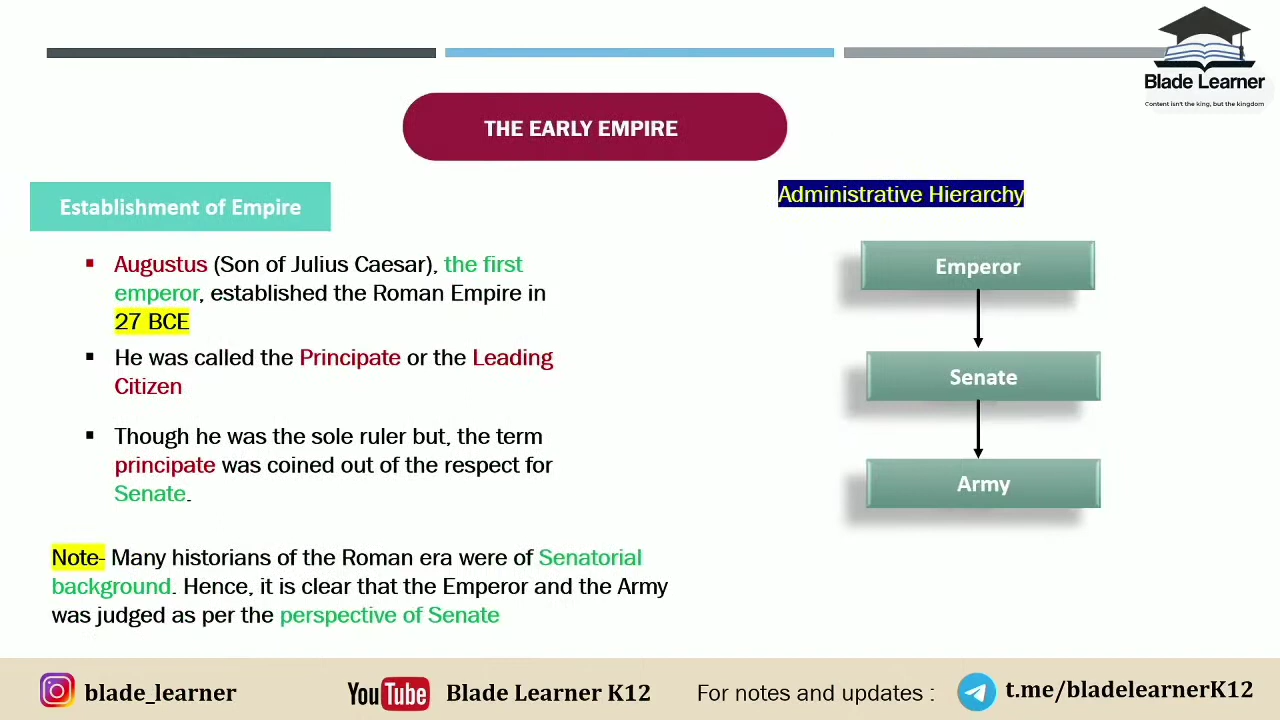 Blade Learner
Content isn't the king, but the kingdom
THE EARLY EMPIRE
Establishment of Empire
Augustus (Son of Julius Caesar), the first
emperor, established the Roman Empire in
27 BCE
He was called the Principate or the Leading
Citizen
Though he was the sole ruler but, the term
principate was coined out of the respect for
Senate.
Note- Many historians of the Roman era were of Senatorial
background. Hence, it is clear that the Emperor and the Army
was judged as per the perspective of Senate
Administrative Hierarchy
Emperor
Senate
Army
blade_learner
YouTube Blade Learner K12
For notes and updates :
t.me/bladelearnerK12